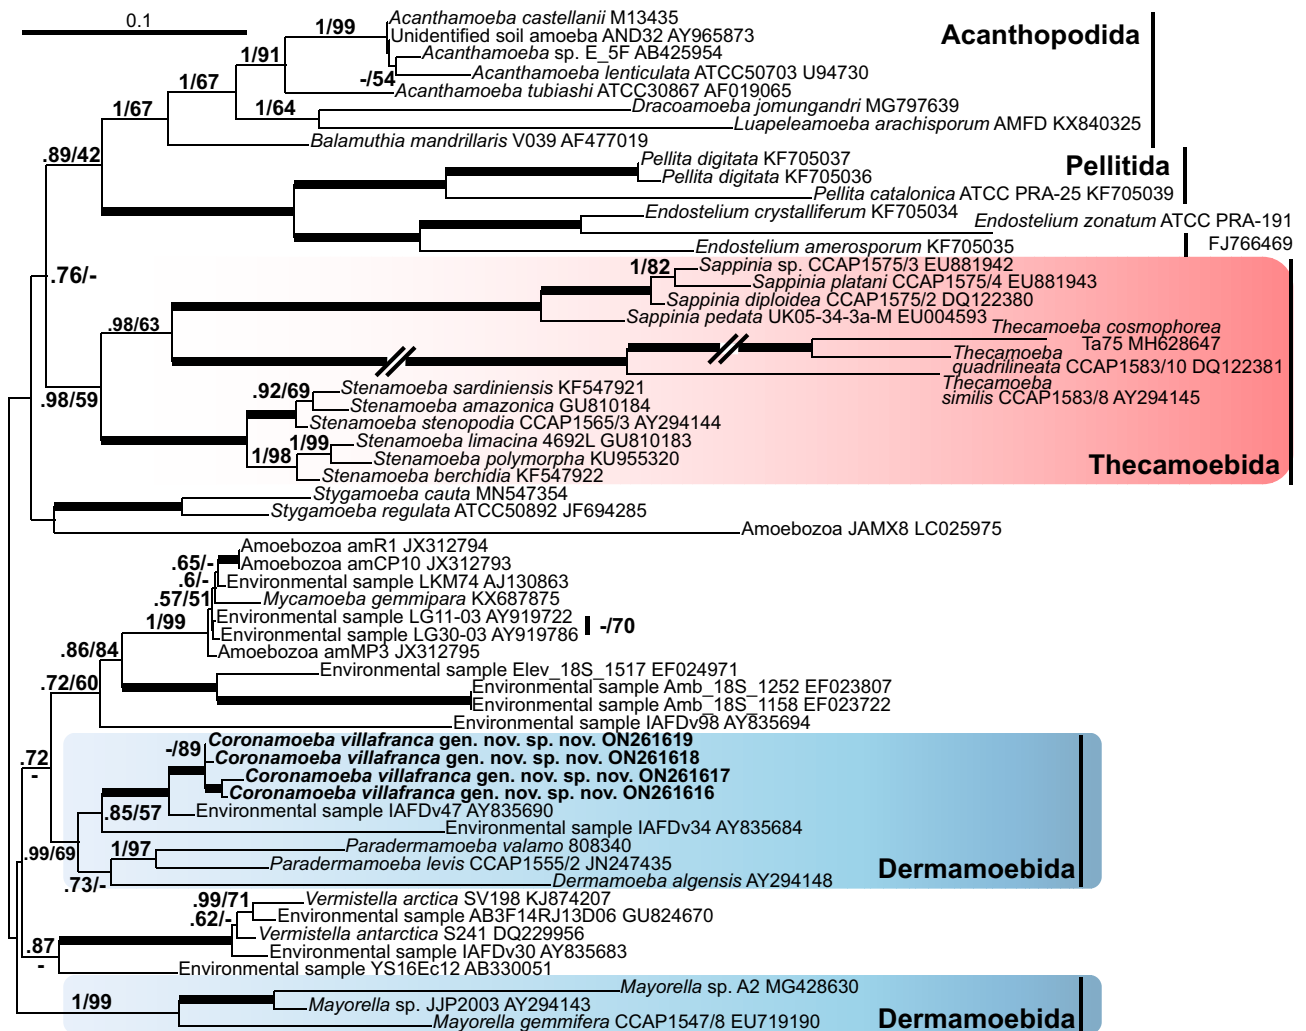 0.1
Acanthamoeba castellanii M13435
1/99
Unidentified soil amoeba AND32 AY965873
Acanthopodida
1/91
Acanthamoeba sp. E_5F AB425954
-/54
Acanthamoeba lenticulata ATCC50703 U94730
1/67
Acanthamoeba tubiashi ATCC30867 AF019065
1/67
1/64
Dracoamoeba jomungandri MG797639
Luapeleamoeba arachisporum AMFD KX840325
Balamuthia mandrillaris V039 AF477019
.89/42
Pellita digitata KF705037
Pellitida
Pellita digitata KF705036
Pellita catalonica ATCC PRA-25 KF705039
Endostelium crystalliferum KF705034
Endostelium zonatum ATCC PRA-191
FJ766469
Endostelium amerosporum KF705035
.76/-
1/82
Sappinia sp. CCAP1575/3 EU881942
Sappinia platani CCAP1575/4 EU881943
Sappinia diploidea CCAP1575/2 DQ122380
Sappinia pedata UK05-34-3a-M EU004593
.98/63
Thecamoeba cosmophorea
Ta75 MH628647
Thecamoeba
quadrilineata CCAP1583/10 DQ122381
Thecamoeba
similis CCAP1583/8 AY294145
.98/59
.92/69
Stenamoeba sardiniensis KF547921
Stenamoeba amazonica GU810184
Stenamoeba stenopodia CCAP1565/3 AY294144
1/99
Stenamoeba limacina 4692L GU810183
1/98
Stenamoeba polymorpha KU955320
Thecamoebida
Stenamoeba berchidia KF547922
Stygamoeba cauta MN547354
Stygamoeba regulata ATCC50892 JF694285
Amoebozoa JAMX8 LC025975
Amoebozoa amR1 JX312794
.65/-
Amoebozoa amCP10 JX312793
.6/-
Environmental sample LKM74 AJ130863
.57/51
Mycamoeba gemmipara KX687875
1/99
Environmental sample LG11-03 AY919722
-/70
Environmental sample LG30-03 AY919786
Amoebozoa amMP3 JX312795
.86/84
Environmental sample Elev_18S_1517 EF024971
.72/60
Environmental sample Amb_18S_1252 EF023807
Environmental sample Amb_18S_1158 EF023722
Environmental sample IAFDv98 AY835694
-/89
Coronamoeba villafranca gen. nov. sp. nov. ON261619
.72
-
Coronamoeba villafranca gen. nov. sp. nov. ON261618
Coronamoeba villafranca gen. nov. sp. nov. ON261617
Coronamoeba villafranca gen. nov. sp. nov. ON261616
.85/57
Environmental sample IAFDv47 AY835690
Environmental sample IAFDv34 AY835684
.99/69
1/97
Paradermamoeba valamo 808340
Paradermamoeba levis CCAP1555/2 JN247435
Dermamoebida
.73/-
Dermamoeba algensis AY294148
.99/71
Vermistella arctica SV198 KJ874207
.62/-
Environmental sample AB3F14RJ13D06 GU824670
Vermistella antarctica S241 DQ229956
.87
-
Environmental sample IAFDv30 AY835683
Environmental sample YS16Ec12 AB330051
1/99
Mayorella sp. A2 MG428630
Mayorella sp. JJP2003 AY294143
Mayorella gemmifera CCAP1547/8 EU719190
Dermamoebida